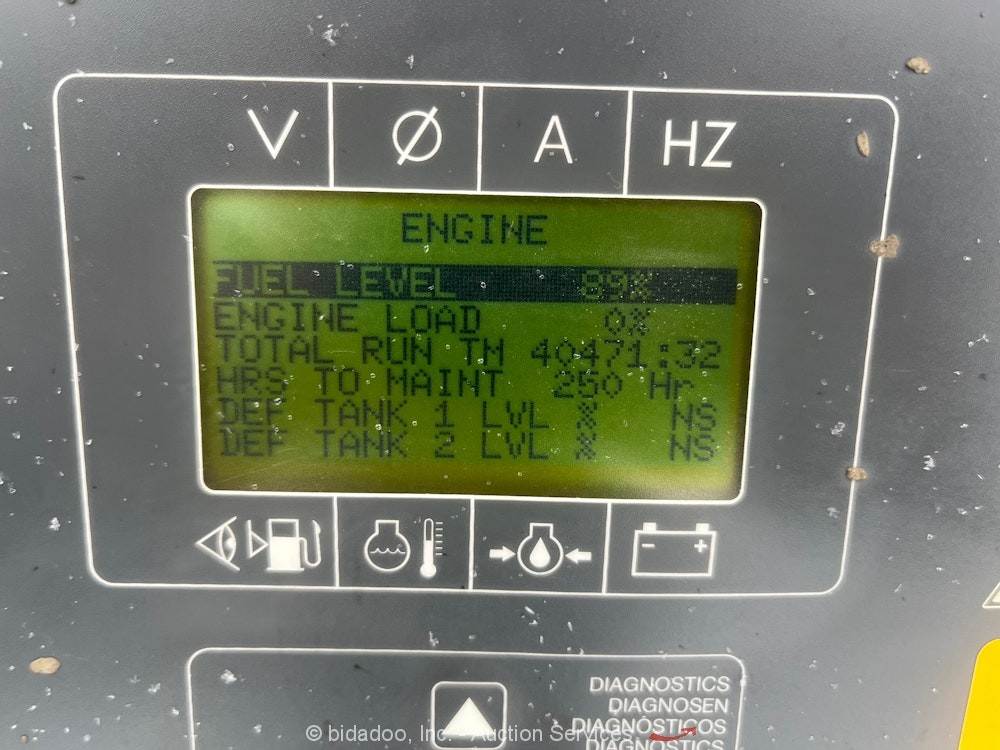 V Ø A HZ
ENGINE
FUEL LEVEL 89%
ENGINE LOAD 0%
TOTAL RUN TM 40471:32
HRS TO MAINT 250 Hr
DEF TANK 1 LVL % NS
DEF TANK 2 LVL % NS
- +
DIAGNOSTICS
DIAGNOSEN
DIAGNÓSTICOS
DIAGNOSTICS
© bidadoo, Inc. - Auction Services